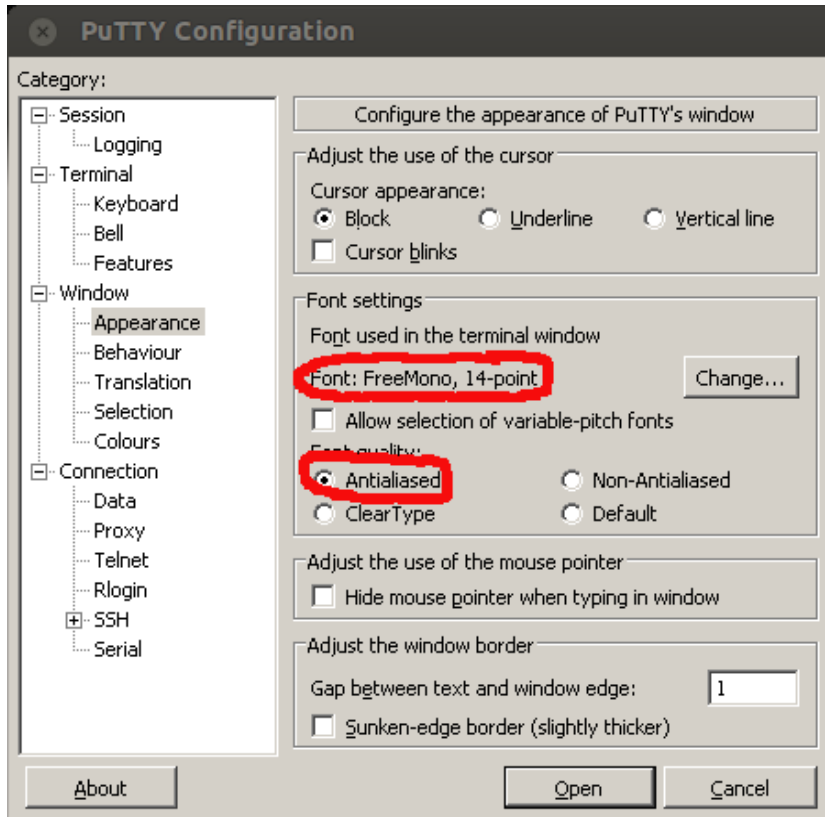 PuTTY Configuration
Category:
Session
Logging
Terminal
Keyboard
Bell
Features
Window
Appearance
Behaviour
Translation
Selection
Colours
Connection
Data
Proxy
Telnet
Rlogin
SSH
Serial
Configure the appearance of PuTTY's window
Adjust the use of the cursor
Cursor appearance:
Block Underline Vertical line
Cursor blinks
Font settings
Font used in the terminal window
Font: FreeMono, 14-point Change...
Allow selection of variable-pitch fonts
Font quality:
Antialiased Non-Antialiased
ClearType Default
Adjust the use of the mouse pointer
Hide mouse pointer when typing in window
Adjust the window border
Gap between text and window edge: 1
Sunken-edge border (slightly thicker)
About Open Cancel